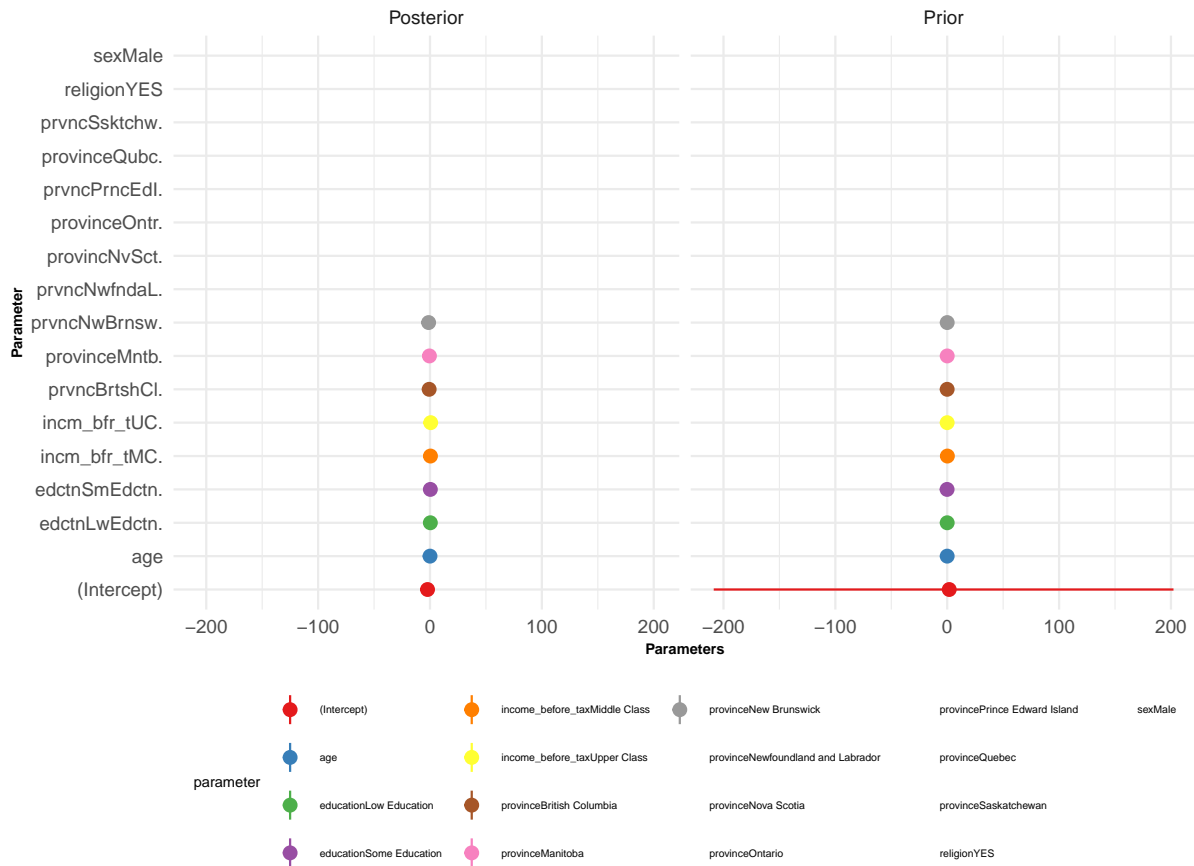 Posterior
Prior
Parameter
sexMale
religionYES
prvncSsktchw.
provinceQubc.
prvncPrncEdI.
provinceOntr.
provincNvSct.
prvncNwfndaL.
prvncNwBrnsw.
provinceMntb.
prvncBrtshCl.
incm_bfr_tUC.
incm_bfr_tMC.
edctnSmEdctn.
edctnLwEdctn.
age
(Intercept)
−200 −100 0 100 200 −200 −100 0 100 200
Parameters
parameter
(Intercept) income_before_taxMiddle Class provinceNew Brunswick provincePrince Edward Island sexMale
age income_before_taxUpper Class provinceNewfoundland and Labrador provinceQuebec
educationLow Education provinceBritish Columbia provinceNova Scotia provinceSaskatchewan
educationSome Education provinceManitoba provinceOntario religionYES